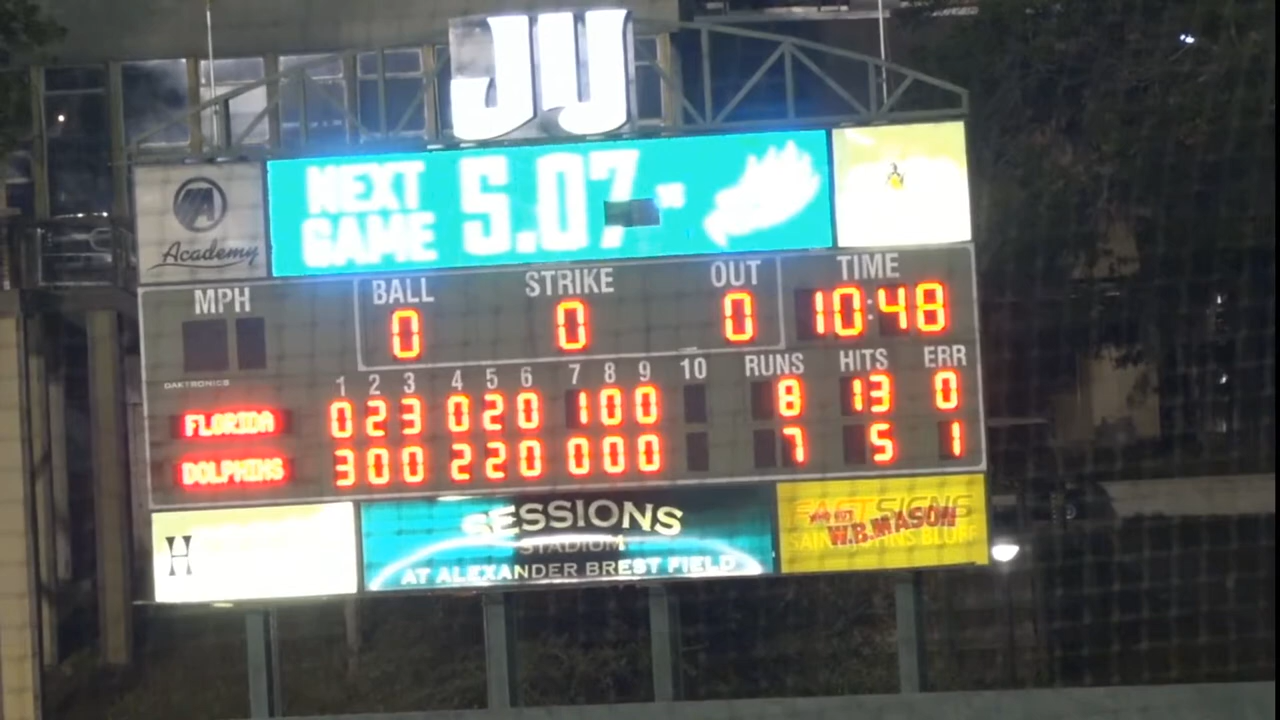 JU
NEXT GAME 5.07
Academy
MPH BALL STRIKE OUT TIME
0 0 0 10:48
DAKTRONICS
1 2 3 4 5 6 7 8 9 10 RUNS HITS ERR
FLORIDA 0 2 3 0 2 0 1 0 0 8 13 0
DOLPHINS 3 0 0 2 2 0 0 0 0 7 5 1
H
SESSIONS
STADIUM
AT ALEXANDER BREST FIELD
FASTSIGNS
W.B.MASON
BLUFF